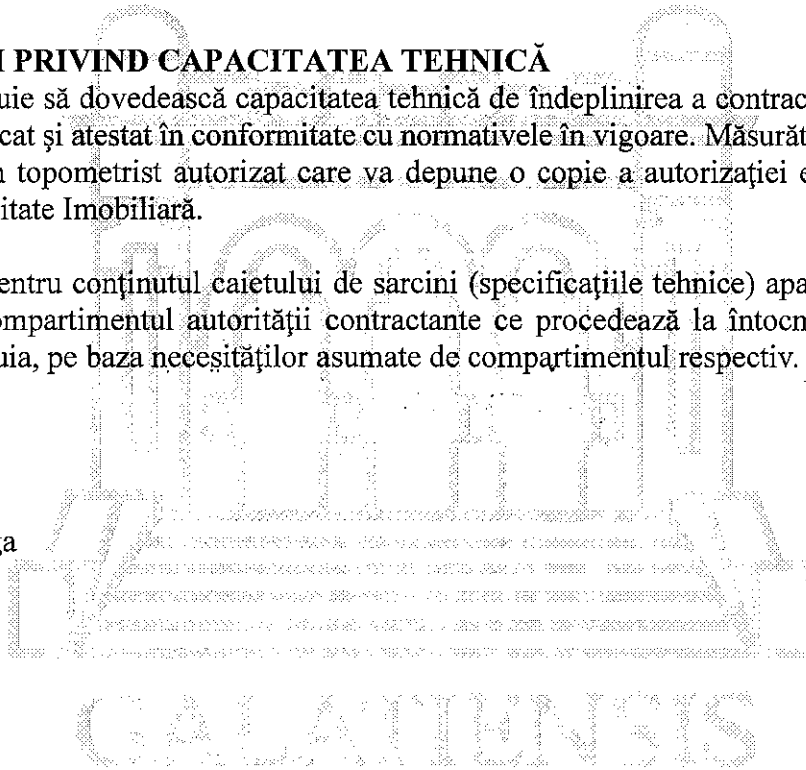 I PRIVIND CAPACITATEA TEHNICĂ
uie să dovedească capacitatea tehnică de îndeplinirea a contrac
cat şi atestat în conformitate cu normativele în vigoare. Măsurăt
n topometrist autorizat care va depune o copie a autorizaţiei e
itate Imobiliară.
entru conţinutul caietului de sarcini (specificaţiile tehnice) apa
ompartimentul autorităţii contractante ce procedează la întocm
uia, pe baza necesităţilor asumate de compartimentul respectiv.
ga
GALATIENSIS